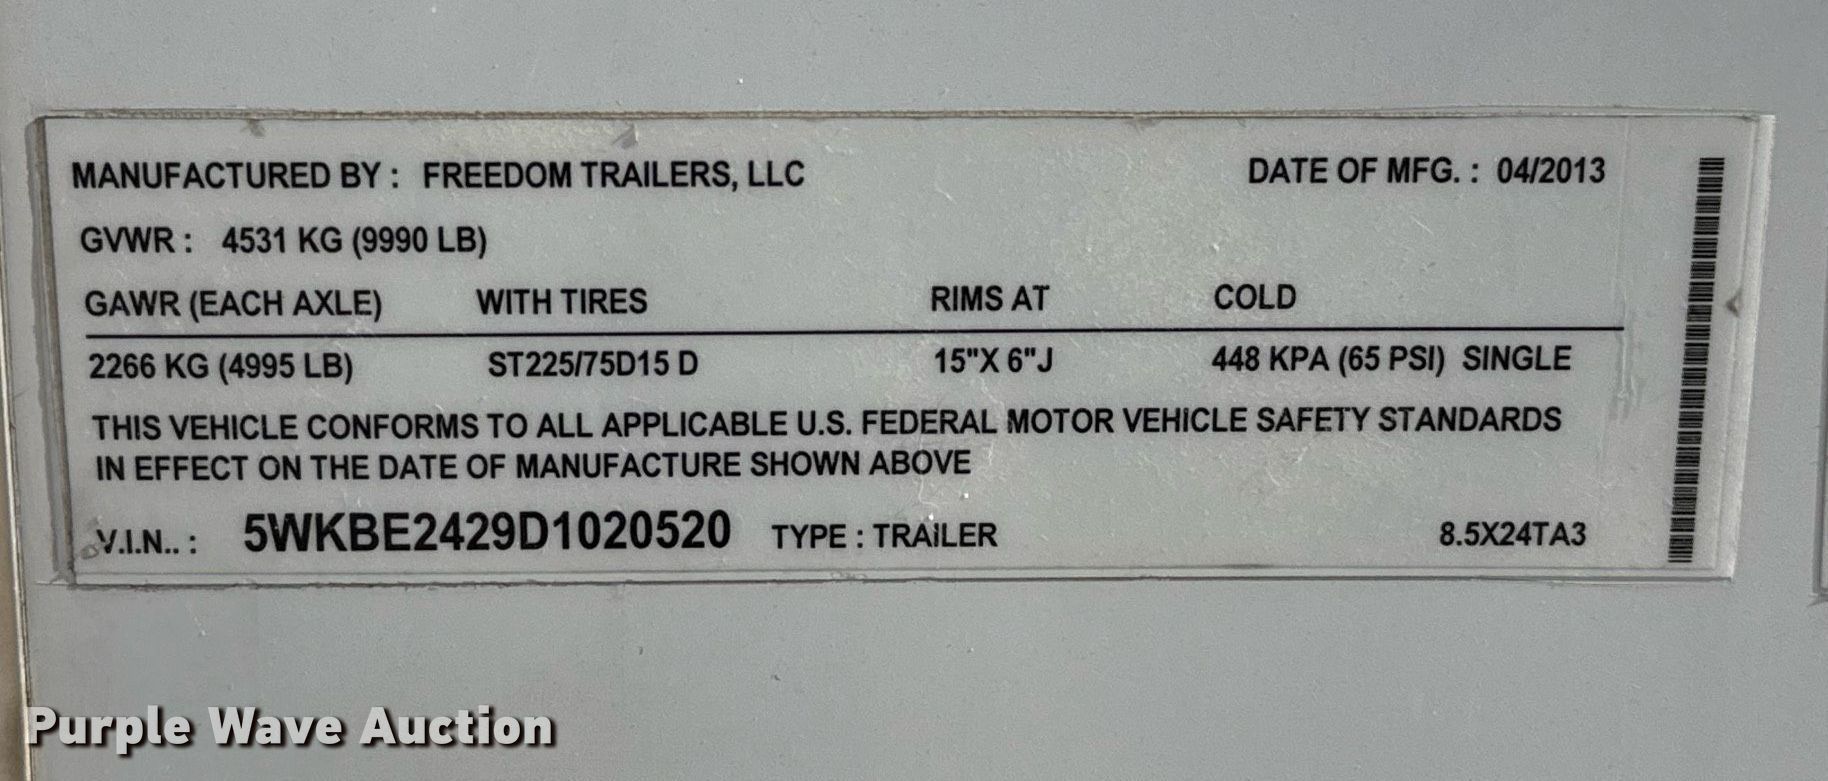 MANUFACTURED BY : FREEDOM TRAILERS, LLC DATE OF MFG. : 04/2013
GVWR : 4531 KG (9990 LB)
GAWR (EACH AXLE) WITH TIRES RIMS AT COLD
2266 KG (4995 LB) ST225/75D15 D 15"X 6"J 448 KPA (65 PSI) SINGLE
THIS VEHICLE CONFORMS TO ALL APPLICABLE U.S. FEDERAL MOTOR VEHICLE SAFETY STANDARDS
IN EFFECT ON THE DATE OF MANUFACTURE SHOWN ABOVE
V.I.N.. : 5WKBE2429D1020520 TYPE : TRAILER 8.5X24TA3
Purple Wave Auction